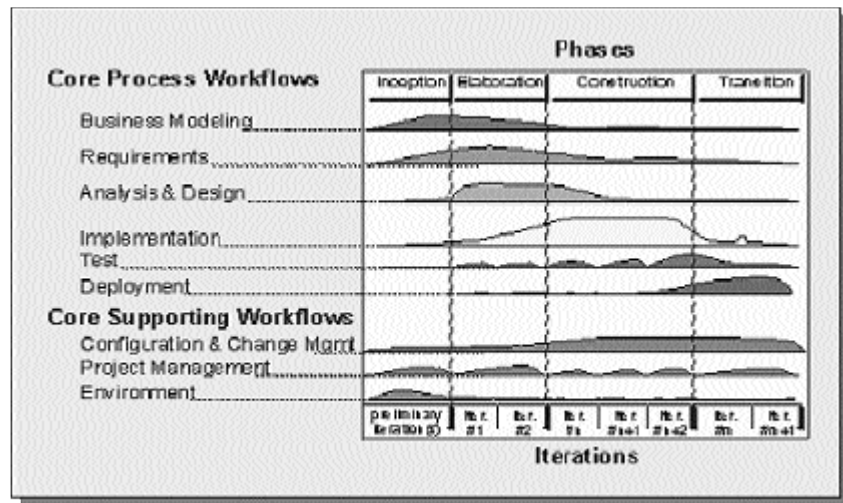 Phases
Core Process Workflows
Inception Elaboration Construction Transition
Business Modeling
Requirements
Analysis & Design
Implementation
Test
Deployment
Core Supporting Workflows
Configuration & Change Mgmt
Project Management
Environment
preliminary iteration(s)
Iter. #1
Iter. #2
Iter. #n
Iter. #n+1
Iter. #n+2
Iter. #m
Iter. #m+1
Iterations